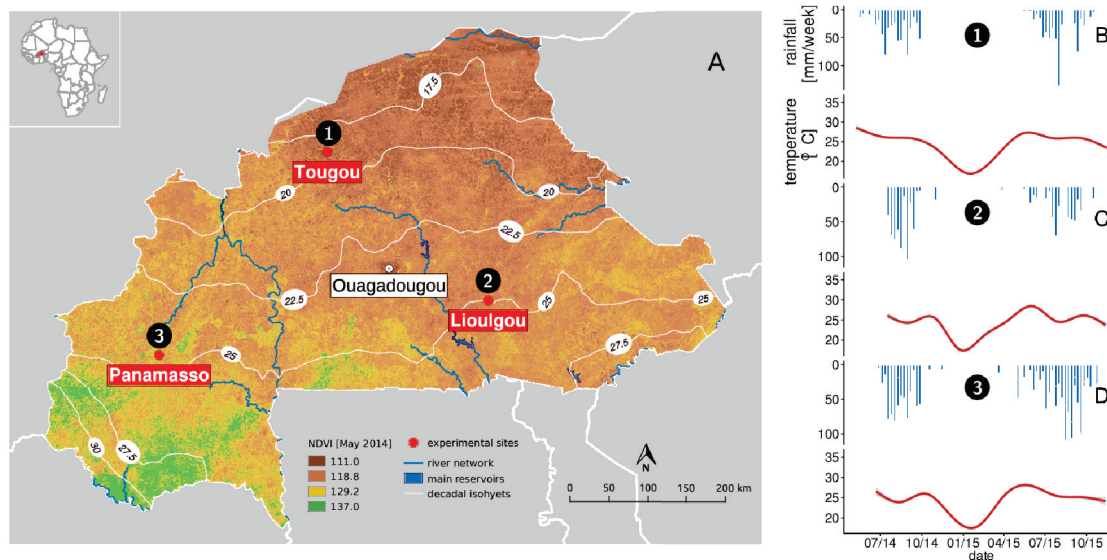 A
17.5
1
Tougou
20
20
22.5
Ouagadougou
2
22.5
25
25
Lioulgou
3
27.5
Panamasso
25
30
27.5
NDVI [May 2014]
111.0
118.8
129.2
137.0
experimental sites
river network
main reservoirs
decadal isohyets
N
0 50 100 200 km
rainfall
[mm/week]
0
50
100
1
B
temperature
[° C]
35
30
25
20
0
50
100
2
C
35
30
25
20
0
50
100
3
D
35
30
25
20
07/14 10/14 01/15 04/15 07/15 10/15
date